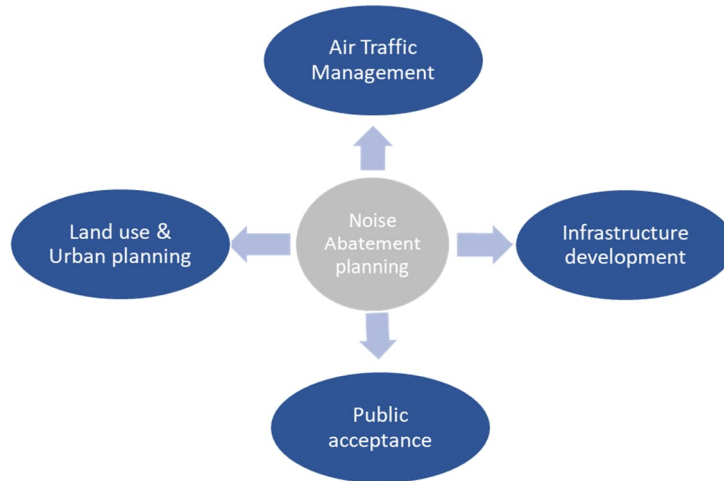 Air Traffic
Management
Land use &
Urban planning
Noise
Abatement
planning
Infrastructure
development
Public
acceptance